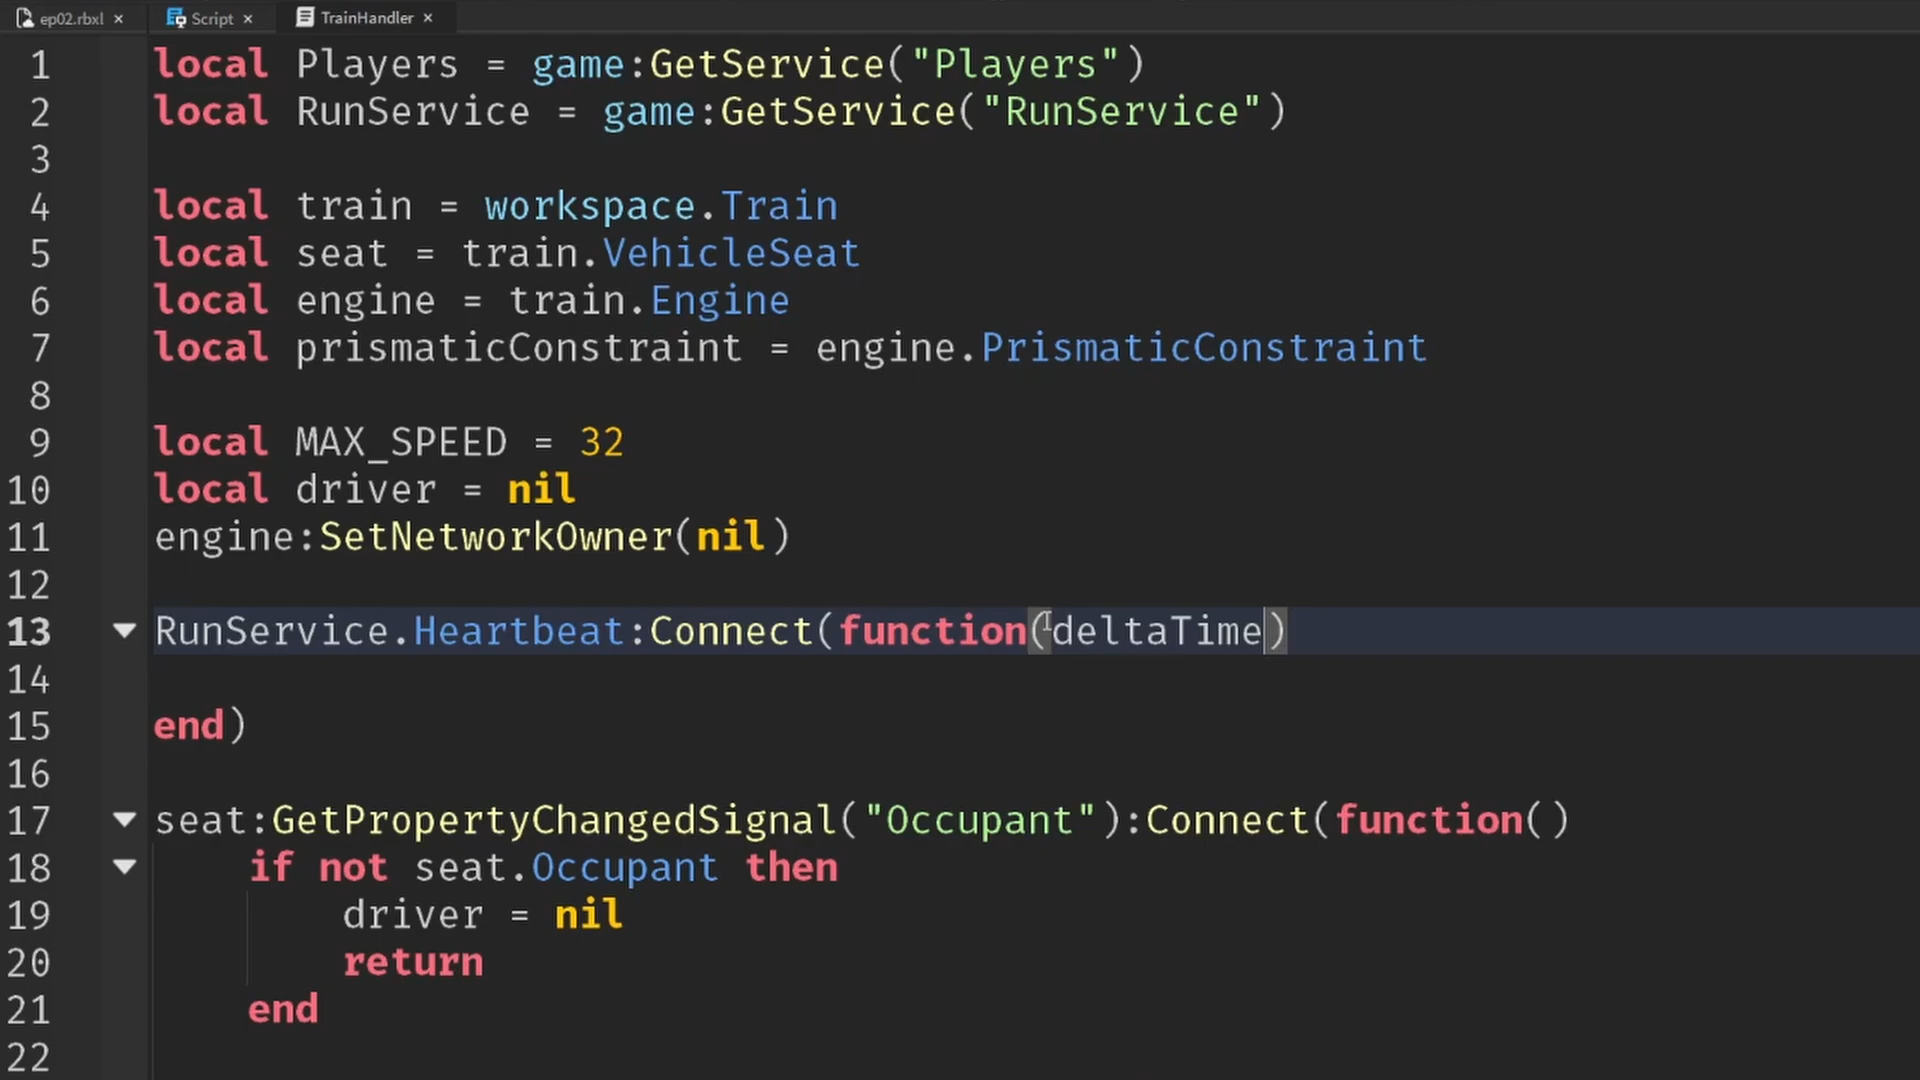 ep02.rbxl × Script × TrainHandler ×
1 local Players = game:GetService("Players")
2 local RunService = game:GetService("RunService")
3
4 local train = workspace.Train
5 local seat = train.VehicleSeat
6 local engine = train.Engine
7 local prismaticConstraint = engine.PrismaticConstraint
8
9 local MAX_SPEED = 32
10 local driver = nil
11 engine:SetNetworkOwner(nil)
12
13 RunService.Heartbeat:Connect(function(deltaTime)
14
15 end)
16
17 seat:GetPropertyChangedSignal("Occupant"):Connect(function()
18 if not seat.Occupant then
19 driver = nil
20 return
21 end
22